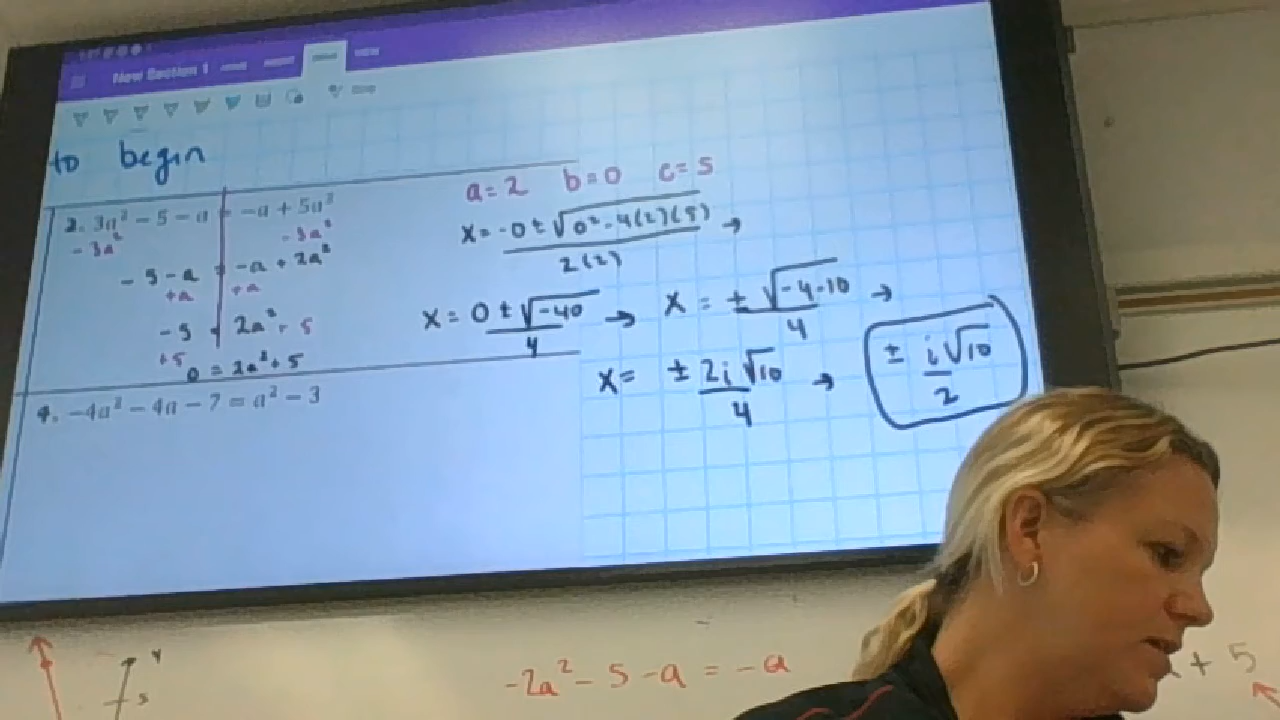 New Section 1
to begin
2. 3a² - 5 - a = -a + 5a²
- 3a² - 3a²
- 5 - a = -a + 2a²
+a +a
-5 = 2a² - 5
+5
0 = 2a² + 5
a = 2 b = 0 c = 5
x = -0 ± √0² - 4(2)(5) →
2(2)
x = 0 ± √-40 → x = ± √-4·10 →
4 4
x = ± 2i√10 → ± i√10
4 2
4. -4a² - 4a - 7 = a² - 3
-2a² - 5 - a = -a
+ 5
Y
5